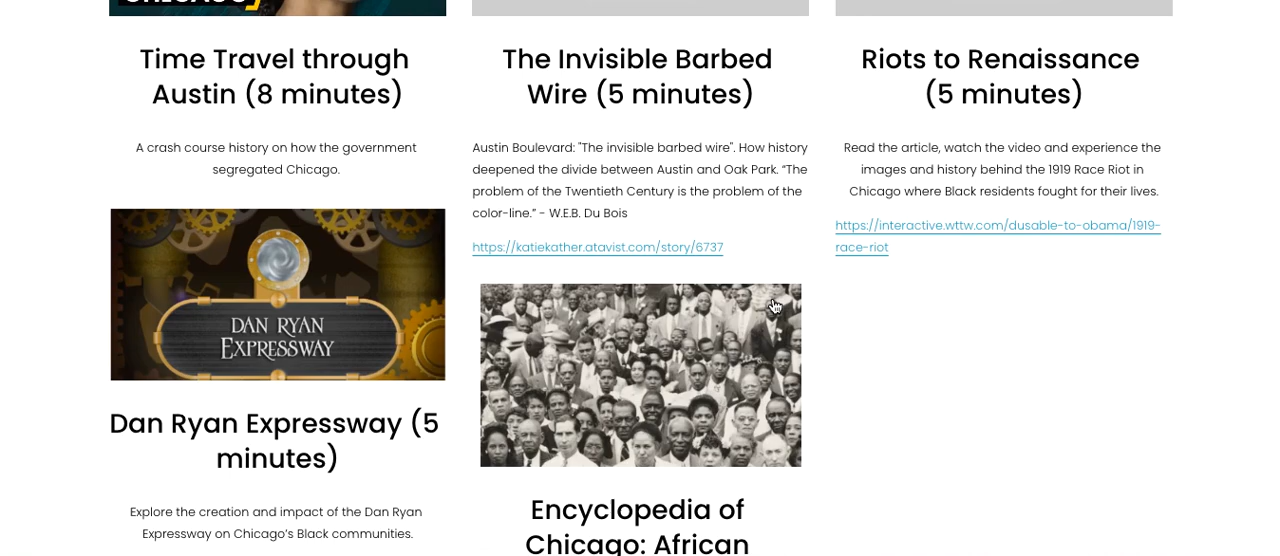 Time Travel through
Austin (8 minutes)
A crash course history on how the government
segregated Chicago.
DAN RYAN
EXPRESSWAY
Dan Ryan Expressway (5
minutes)
Explore the creation and impact of the Dan Ryan
Expressway on Chicago’s Black communities.
The Invisible Barbed
Wire (5 minutes)
Austin Boulevard: "The invisible barbed wire". How history
deepened the divide between Austin and Oak Park. “The
problem of the Twentieth Century is the problem of the
color-line.” - W.E.B. Du Bois
https://katiekather.atavist.com/story/6737
Encyclopedia of
Chicago: African
Riots to Renaissance
(5 minutes)
Read the article, watch the video and experience the
images and history behind the 1919 Race Riot in
Chicago where Black residents fought for their lives.
https://interactive.wttw.com/dusable-to-obama/1919-
race-riot